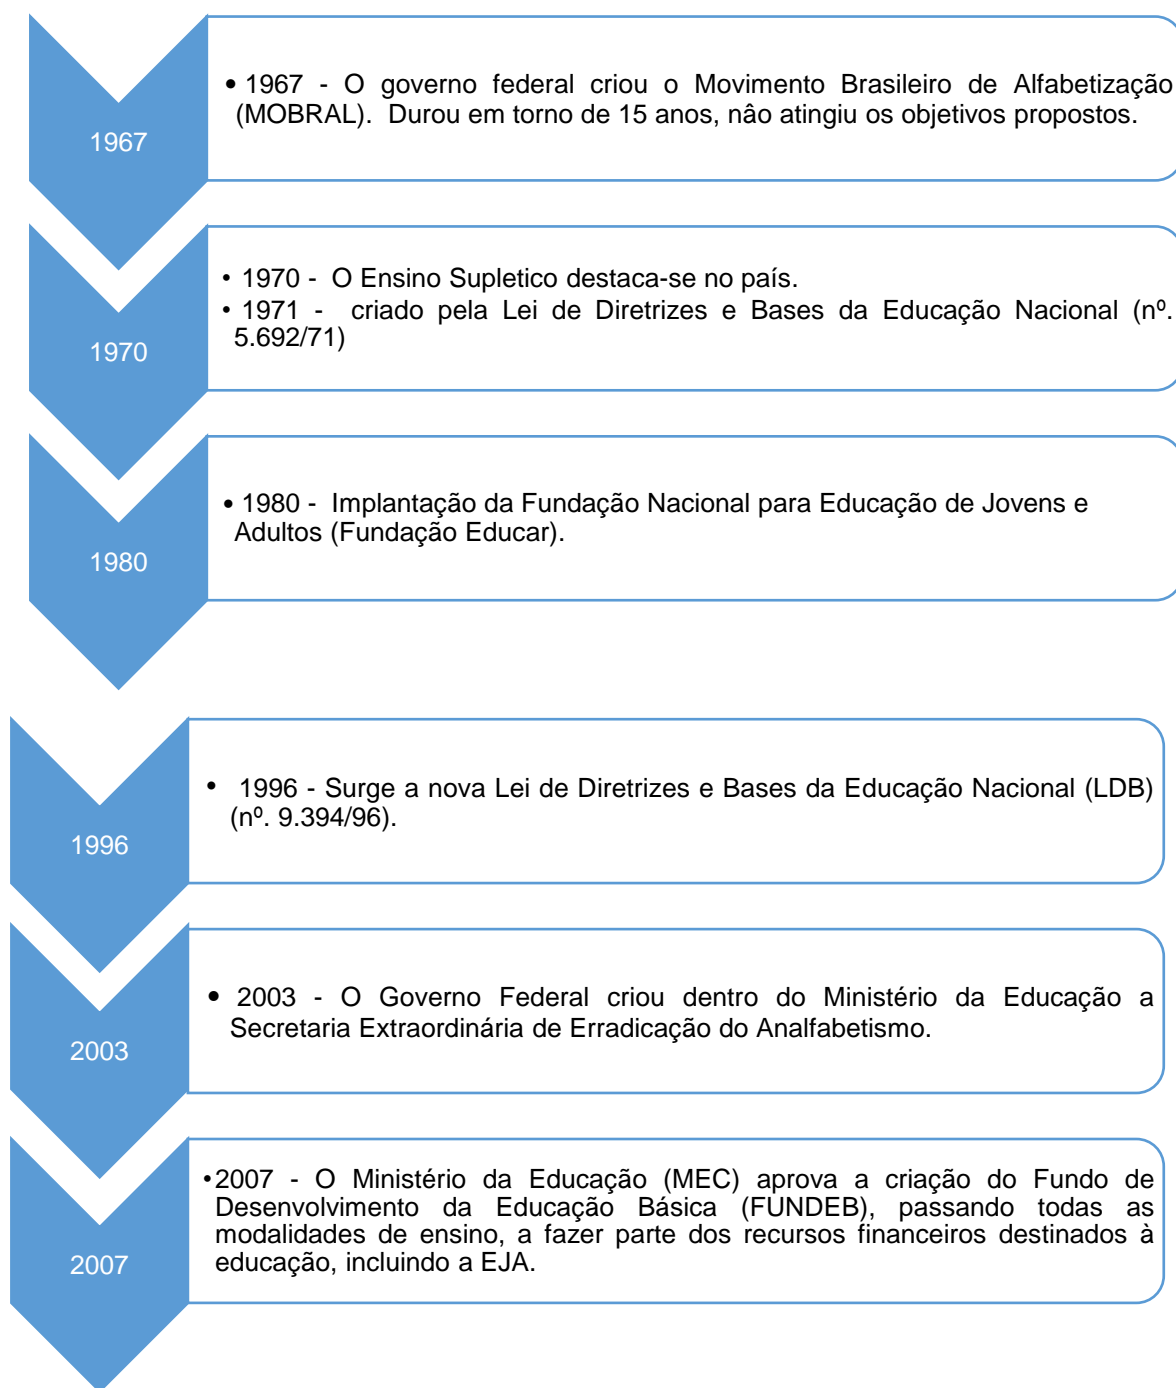 1967
• 1967 - O governo federal criou o Movimento Brasileiro de Alfabetização
(MOBRAL). Durou em torno de 15 anos, nâo atingiu os objetivos propostos.
1970
• 1970 - O Ensino Supletico destaca-se no país.
• 1971 - criado pela Lei de Diretrizes e Bases da Educação Nacional (nº.
5.692/71)
1980
• 1980 - Implantação da Fundação Nacional para Educação de Jovens e
Adultos (Fundação Educar).
1996
• 1996 - Surge a nova Lei de Diretrizes e Bases da Educação Nacional (LDB)
(nº. 9.394/96).
2003
• 2003 - O Governo Federal criou dentro do Ministério da Educação a
Secretaria Extraordinária de Erradicação do Analfabetismo.
2007
•2007 - O Ministério da Educação (MEC) aprova a criação do Fundo de
Desenvolvimento da Educação Básica (FUNDEB), passando todas as
modalidades de ensino, a fazer parte dos recursos financeiros destinados à
educação, incluindo a EJA.